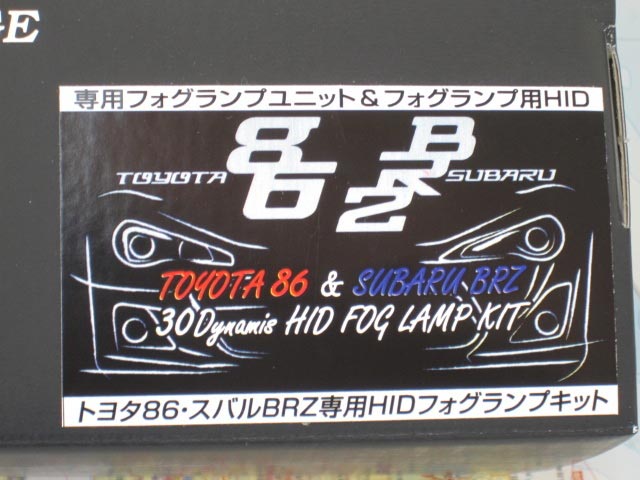 専用フォグランプユニット＆フォグランプ用HID
TOYOTA 86 BRZ SUBARU
TOYOTA 86 & SUBARU BRZ
30Dynamis HID FOG LAMP KIT
トヨタ86・スバルBRZ専用HIDフォグランプキット